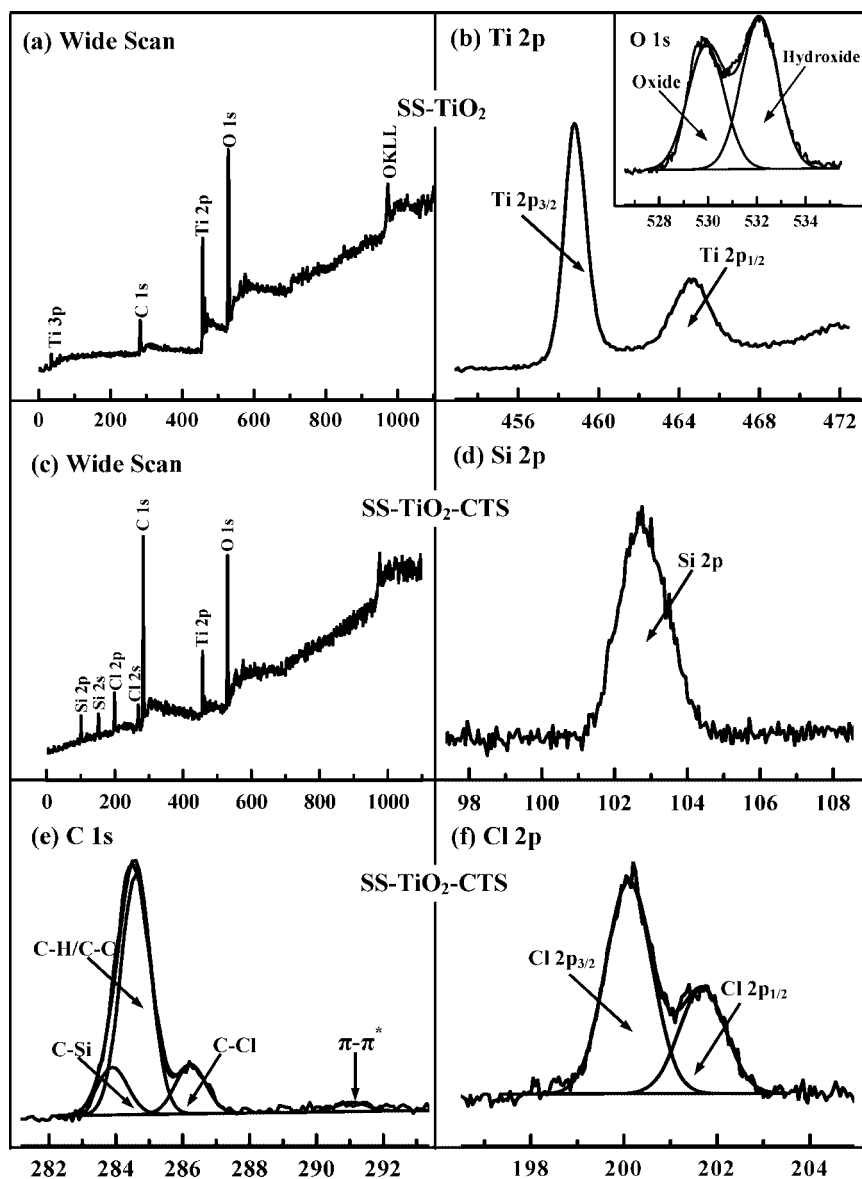 (a) Wide Scan
SS-TiO₂
Ti 3p
C 1s
Ti 2p
O 1s
OKLL
0 200 400 600 800 1000
(b) Ti 2p
O 1s
Oxide
Hydroxide
528 530 532 534
Ti 2p₃/₂
Ti 2p₁/₂
456 460 464 468 472
(c) Wide Scan
SS-TiO₂-CTS
Si 2p
Si 2s
Cl 2p
Cl 2s
C 1s
Ti 2p
O 1s
0 200 400 600 800 1000
(d) Si 2p
Si 2p
98 100 102 104 106 108
(e) C 1s
SS-TiO₂-CTS
C-H/C-C
C-Si
C-Cl
π-π*
282 284 286 288 290 292
(f) Cl 2p
Cl 2p₃/₂
Cl 2p₁/₂
198 200 202 204